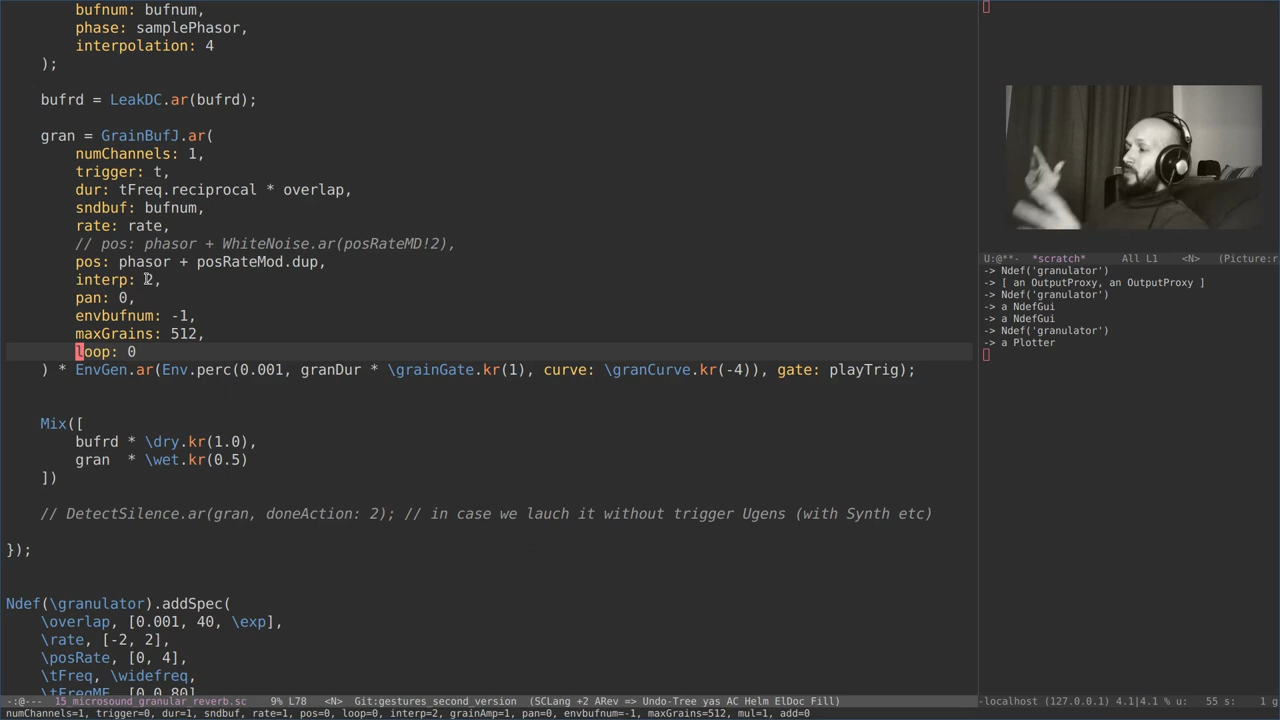 bufnum: bufnum,
phase: samplePhasor,
interpolation: 4
);
bufrd = LeakDC.ar(bufrd);
gran = GrainBufJ.ar(
numChannels: 1,
trigger: t,
dur: tFreq.reciprocal * overlap,
sndbuf: bufnum,
rate: rate,
// pos: phasor + WhiteNoise.ar(posRateMD!2),
pos: phasor + posRateMod.dup,
interp: 2,
pan: 0,
envbufnum: -1,
maxGrains: 512,
loop: 0
) * EnvGen.ar(Env.perc(0.001, granDur * \grainGate.kr(1), curve: \granCurve.kr(-4)), gate: playTrig);
Mix([
bufrd * \dry.kr(1.0),
gran  * \wet.kr(0.5)
])
// DetectSilence.ar(gran, doneAction: 2); // in case we lauch it without trigger Ugens (with Synth etc)
});
Ndef(\granulator).addSpec(
\overlap, [0.001, 40, \exp],
\rate, [-2, 2],
\posRate, [0, 4],
\tFreq, \widefreq,
\tFreqMF, [0.0,80]
-:@---  15_microsound_granular_reverb.sc    9% L78    <N>  Git:gestures_second_version  (SCLang +2 ARev => Undo-Tree yas AC Helm ElDoc Fill)
numChannels=1, trigger=0, dur=1, sndbuf, rate=1, pos=0, loop=0, interp=2, grainAmp=1, pan=0, envbufnum=-1, maxGrains=512, mul=1, add=0
U:@**-  *scratch*      All L1    <N>   (Picture:r
-> Ndef('granulator')
-> [ an OutputProxy, an OutputProxy ]
-> Ndef('granulator')
-> a NdefGui
-> a NdefGui
-> Ndef('granulator')
-> a Plotter
-localhost (127.0.0.1) 4.1|4.1 % u:   55 s:    1 g